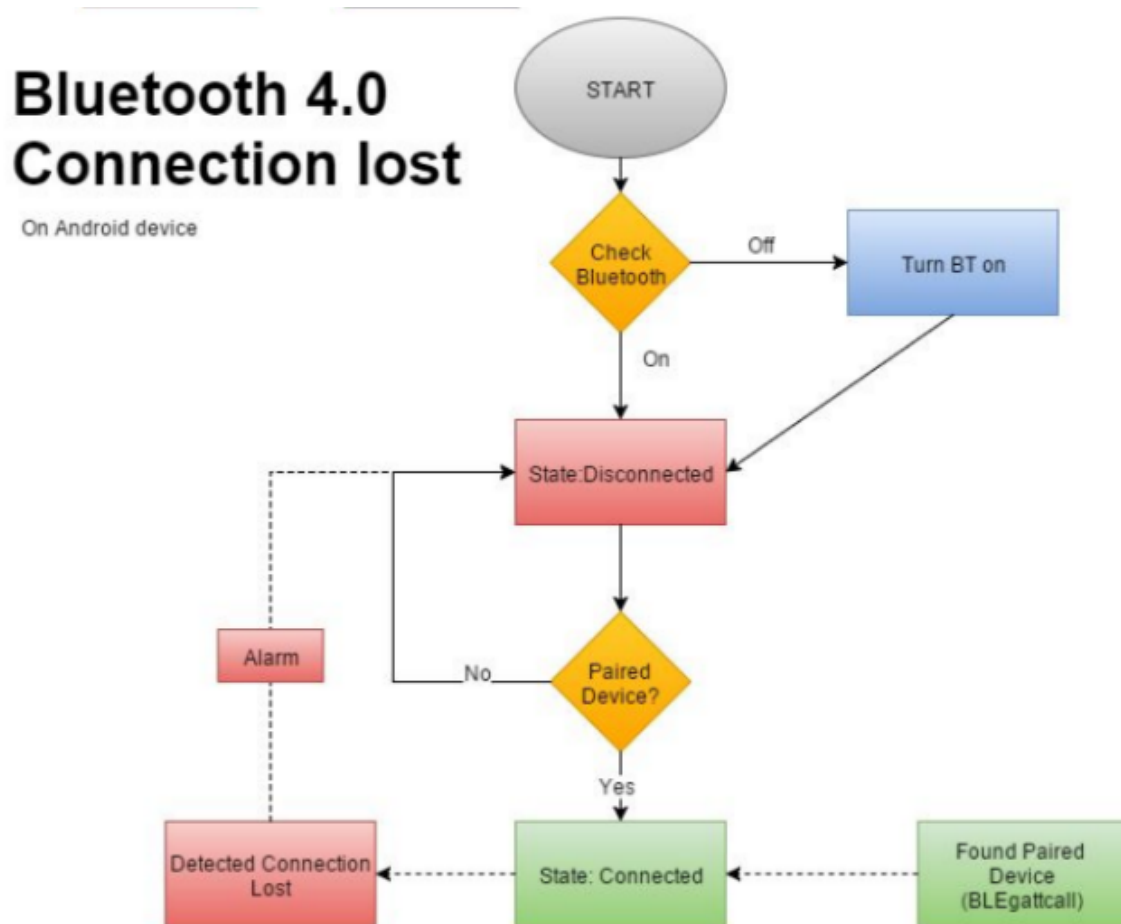 Bluetooth 4.0
Connection lost
On Android device
START
Check
Bluetooth
Off
Turn BT on
On
State:Disconnected
Alarm
No
Paired
Device?
Yes
Detected Connection
Lost
State: Connected
Found Paired
Device
(BLEgattcall)